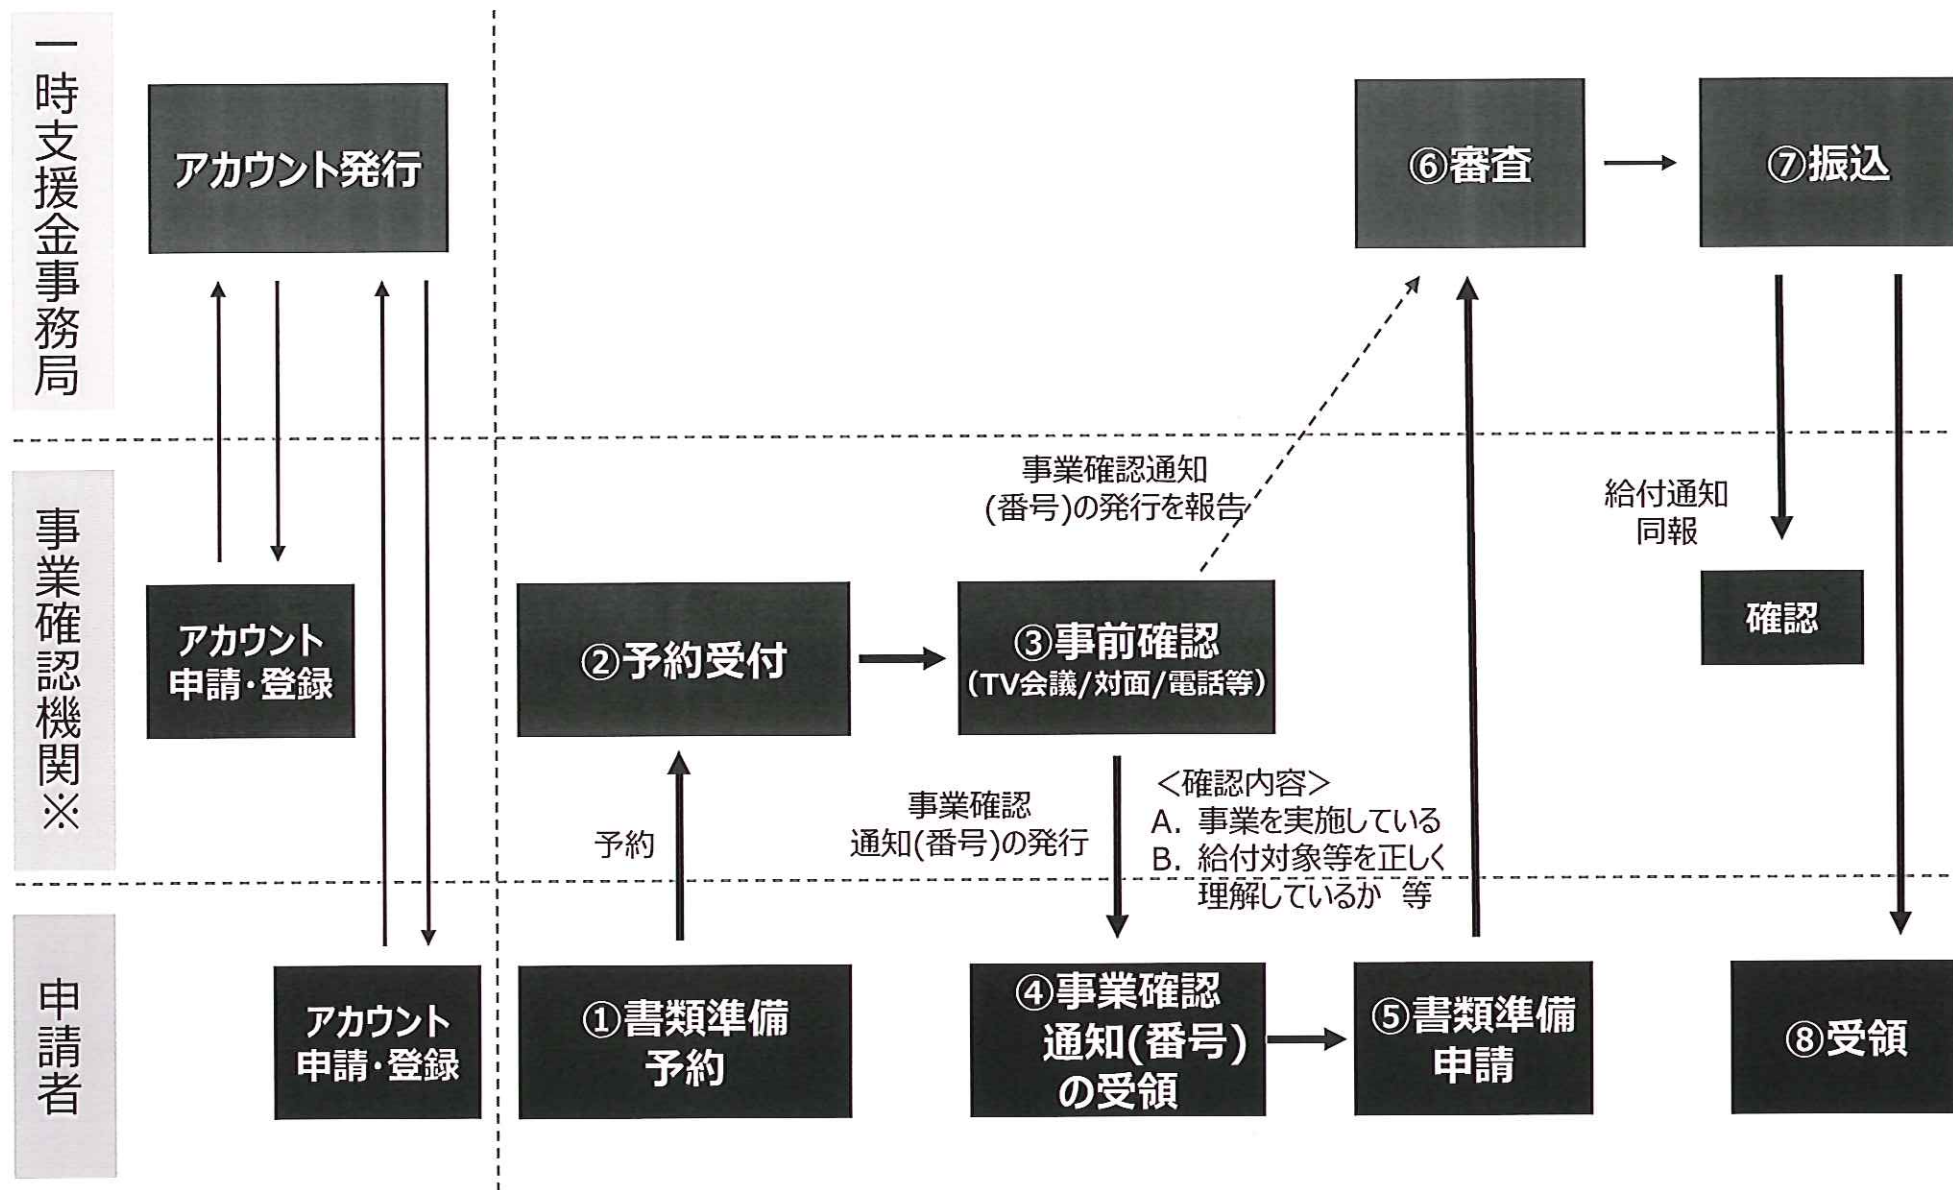 一時支援金事務局
アカウント発行
⑥審査
⑦振込
事業確認機関※
アカウント
申請・登録
②予約受付
③事前確認
（TV会議/対面/電話等）
事業確認通知
(番号)の発行を報告
給付通知
同報
確認
予約
事業確認
通知(番号)の発行
＜確認内容＞
A. 事業を実施している
B. 給付対象等を正しく
理解しているか 等
申請者
アカウント
申請・登録
①書類準備
予約
④事業確認
通知(番号)
の受領
⑤書類準備
申請
⑧受領